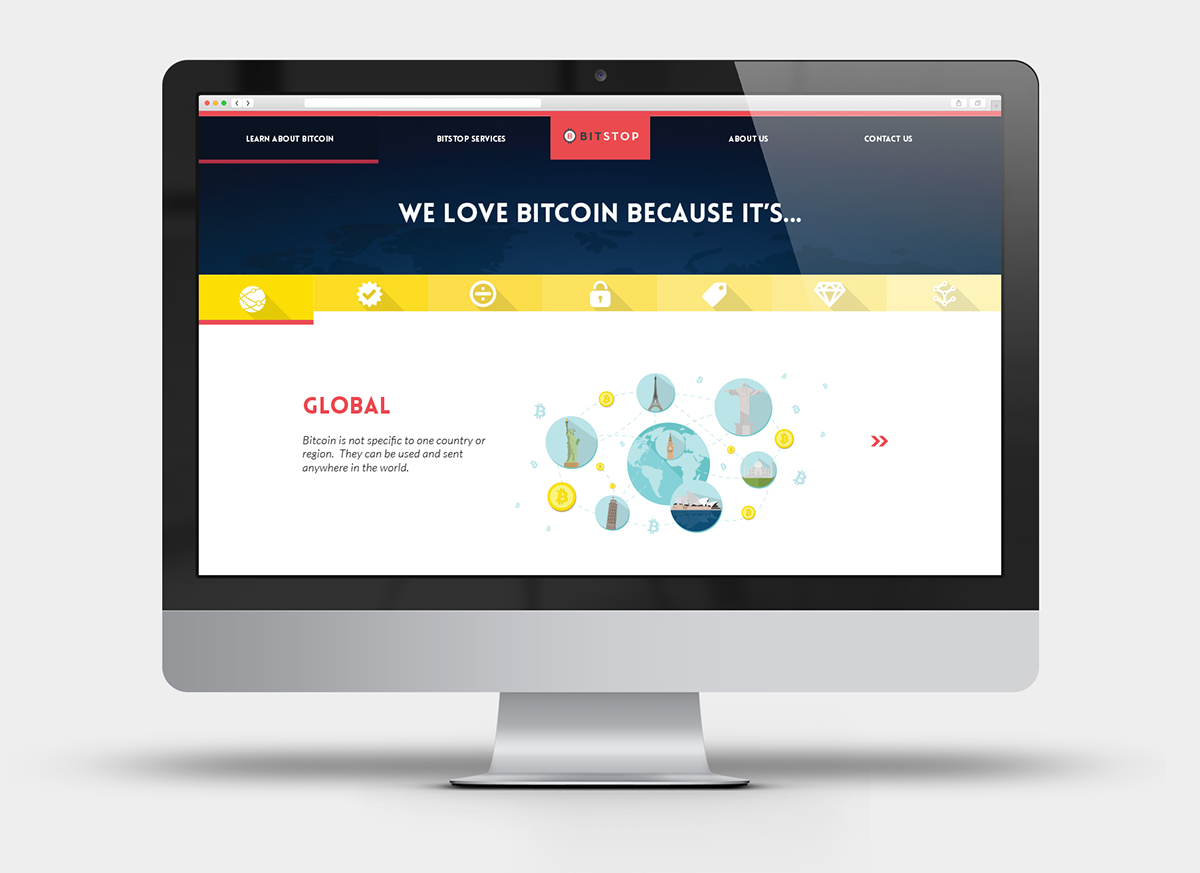 LEARN ABOUT BITCOIN
BITSTOP SERVICES
BITSTOP
ABOUT US
CONTACT US
WE LOVE BITCOIN BECAUSE IT'S...
GLOBAL
Bitcoin is not specific to one country or
region. They can be used and sent
anywhere in the world.